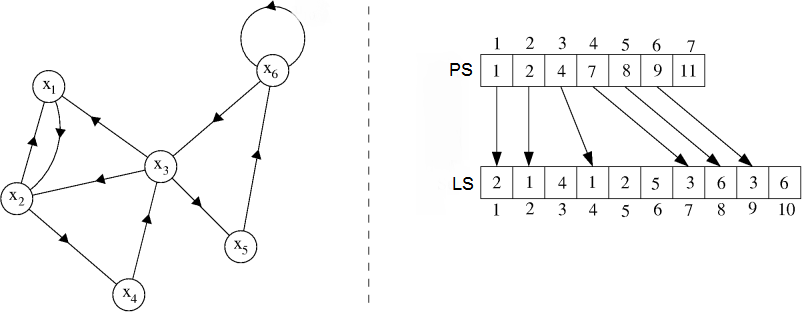 x6
x1
x3
x2
x5
x4
1 2 3 4 5 6 7
PS 1 2 4 7 8 9 11
LS 2 1 4 1 2 5 3 6 3 6
1 2 3 4 5 6 7 8 9 10